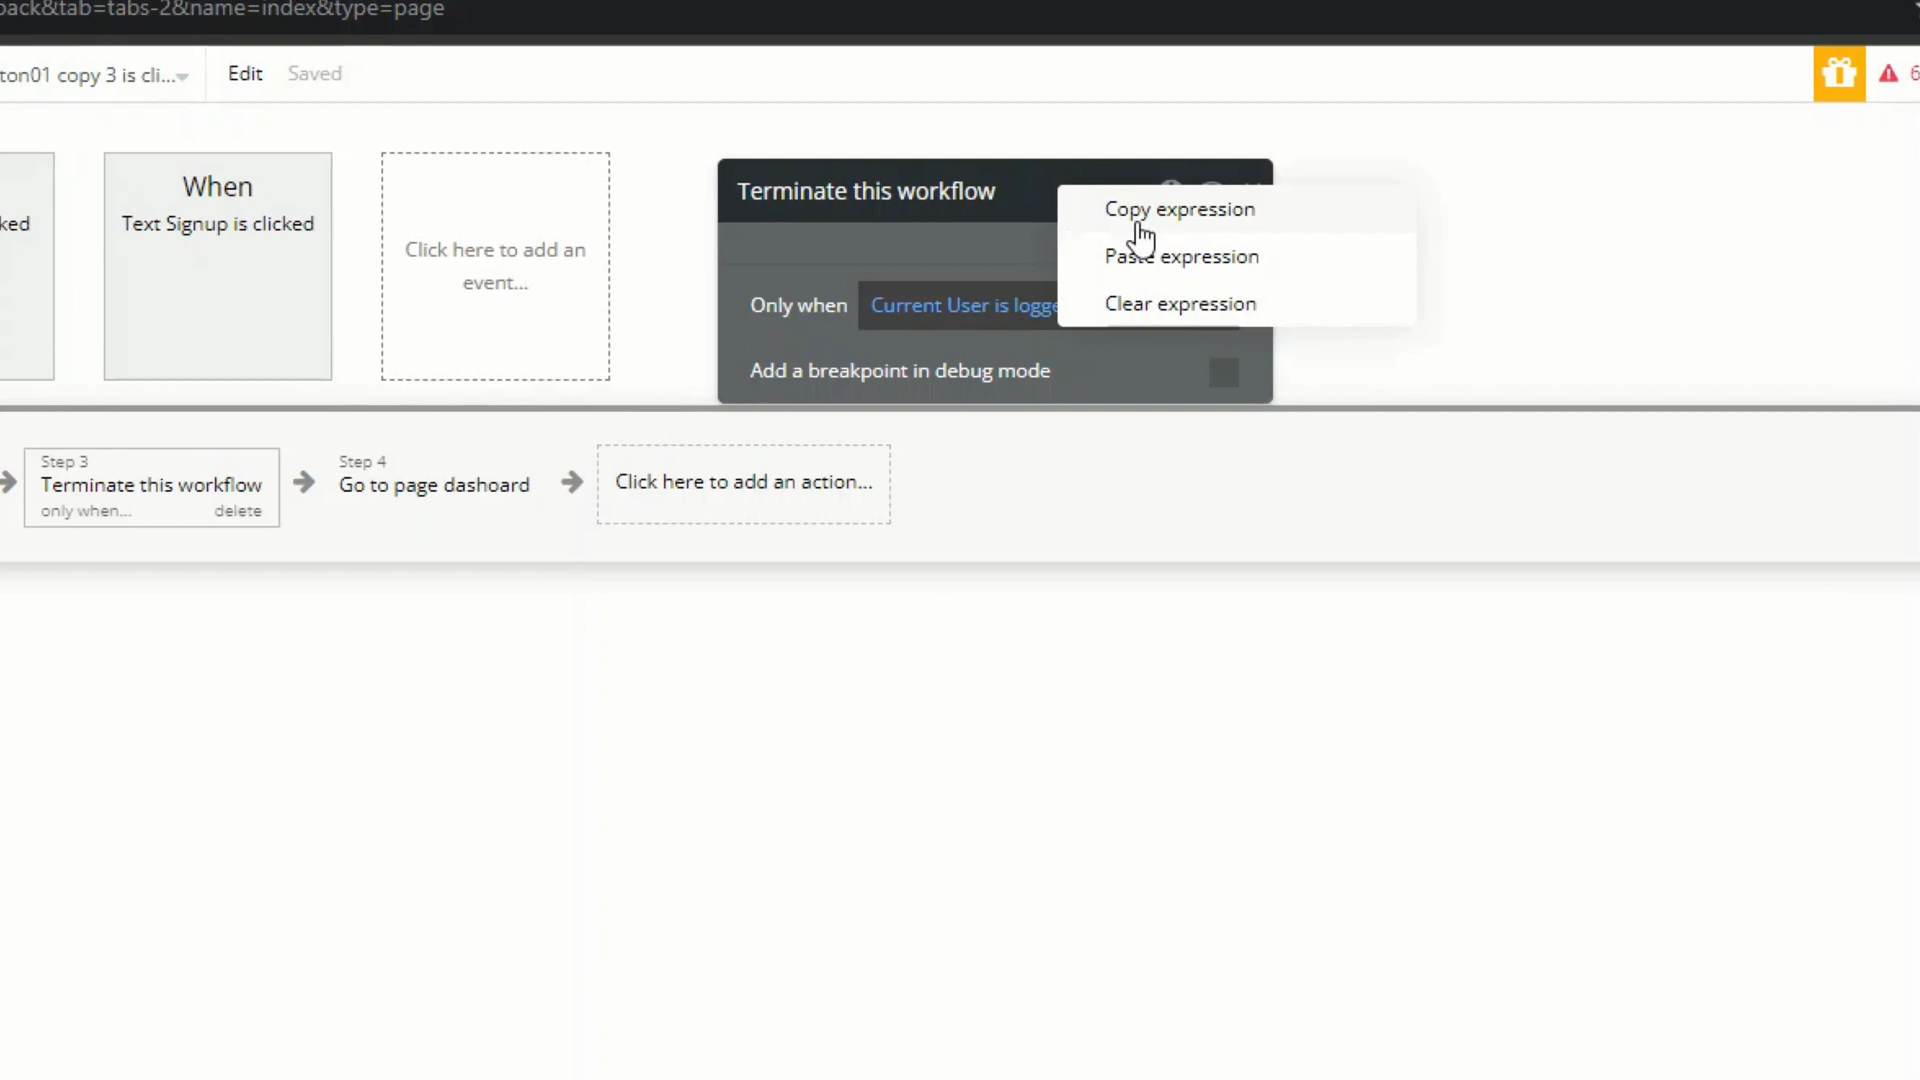 back&tab=tabs-2&name=index&type=page
ton01 copy 3 is cli...
Edit
Saved
6
ked
When
Text Signup is clicked
Click here to add an
event...
Terminate this workflow
Copy expression
Paste expression
Clear expression
Only when
Current User is logge
Add a breakpoint in debug mode
Step 3
Terminate this workflow
only when...
delete
Step 4
Go to page dashoard
Click here to add an action...